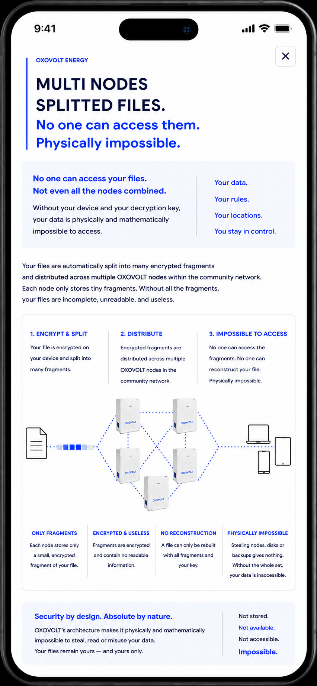 9:41
OXOVOLT ENERGY
MULTI NODES
SPLITTED FILES.
No one can access them.
Physically impossible.
No one can access your files.
Not even all the nodes combined.
Without your device and your decryption key,
your data is physically and mathematically
impossible to access.
Your data.
Your rules.
Your locations.
You stay in control.
Your files are automatically split into many encrypted fragments
and distributed across multiple OXOVOLT nodes within the community network.
Each node only stores tiny fragments. Without all the fragments,
your files are incomplete, unreadable, and useless.
1. ENCRYPT & SPLIT
Your file is encrypted on
your device and split into
many fragments.
2. DISTRIBUTE
Encrypted fragments are
distributed across multiple
OXOVOLT nodes in the
community network.
3. IMPOSSIBLE TO ACCESS
No one can access the
fragments. No one can
reconstruct your file.
Physically impossible.
OXOVOLT
OXOVOLT
OXOVOLT
OXOVOLT
OXOVOLT
ONLY FRAGMENTS
Each node stores only
a small, encrypted
fragment of your file.
ENCRYPTED & USELESS
Fragments are encrypted
and contain no readable
information.
NO RECONSTRUCTION
A file can only be rebuilt
with all fragments and
your key.
PHYSICALLY IMPOSSIBLE
Stealing nodes, disks or
backups gives nothing.
Without the whole set,
your data is inaccessible.
Security by design. Absolute by nature.
OXOVOLT's architecture makes it physically and mathematically
impossible to steal, read or misuse your data.
Your files remain yours — and yours only.
Not stored.
Not available.
Not accessible.
Impossible.